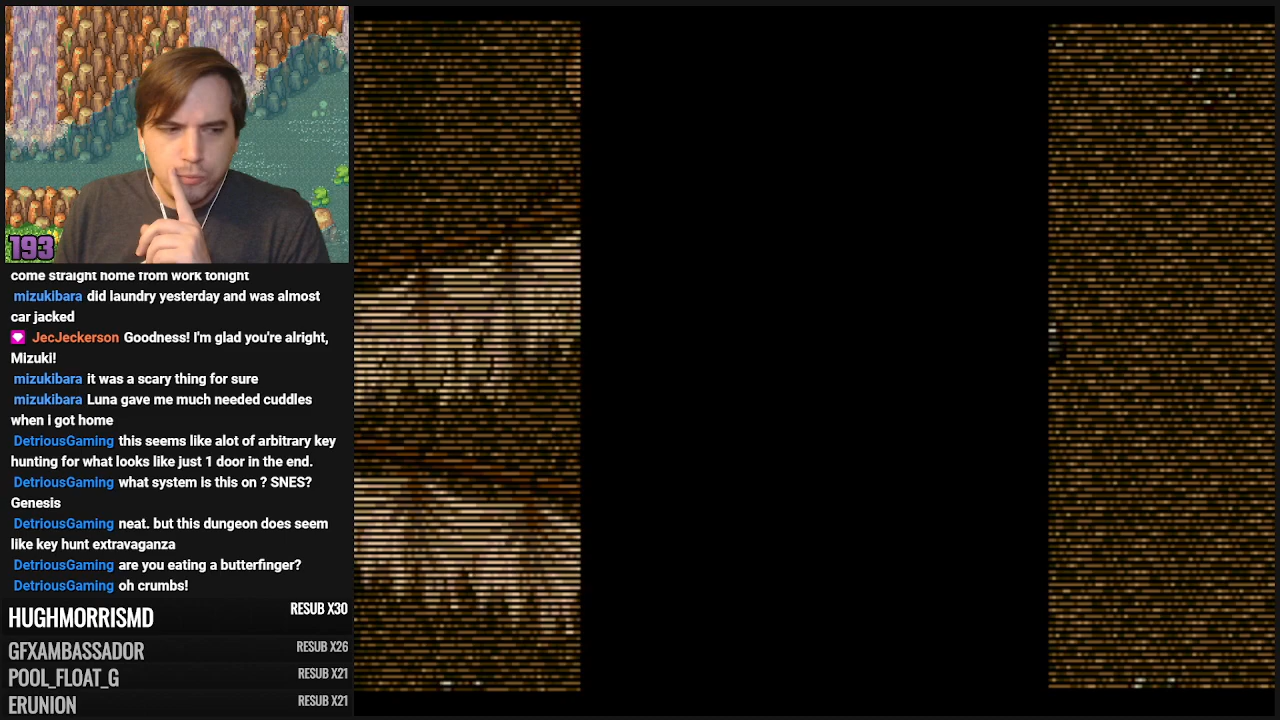 193
come straight home from work tonight
mizukibara did laundry yesterday and was almost
car jacked
JecJeckerson Goodness! I'm glad you're alright,
Mizuki!
mizukibara it was a scary thing for sure
mizukibara Luna gave me much needed cuddles
when i got home
DetriousGaming this seems like alot of arbitrary key
hunting for what looks like just 1 door in the end.
DetriousGaming what system is this on ? SNES?
Genesis
DetriousGaming neat. but this dungeon does seem
like key hunt extravaganza
DetriousGaming are you eating a butterfinger?
DetriousGaming oh crumbs!
HUGHMORRISMD RESUB X30
GFXAMBASSADOR RESUB X26
POOL_FLOAT_G RESUB X21
ERUNION RESUB X21